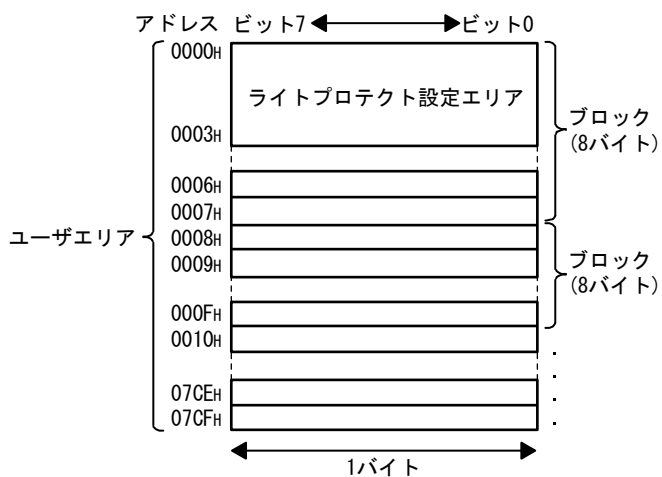 アドレス ビット7 ビット0
0000H
ライトプロテクト設定エリア
ブロック
(8バイト)
0003H
0006H
0007H
ユーザエリア
0008H
0009H
ブロック
(8バイト)
000FH
0010H
07CEH
07CFH
1バイト